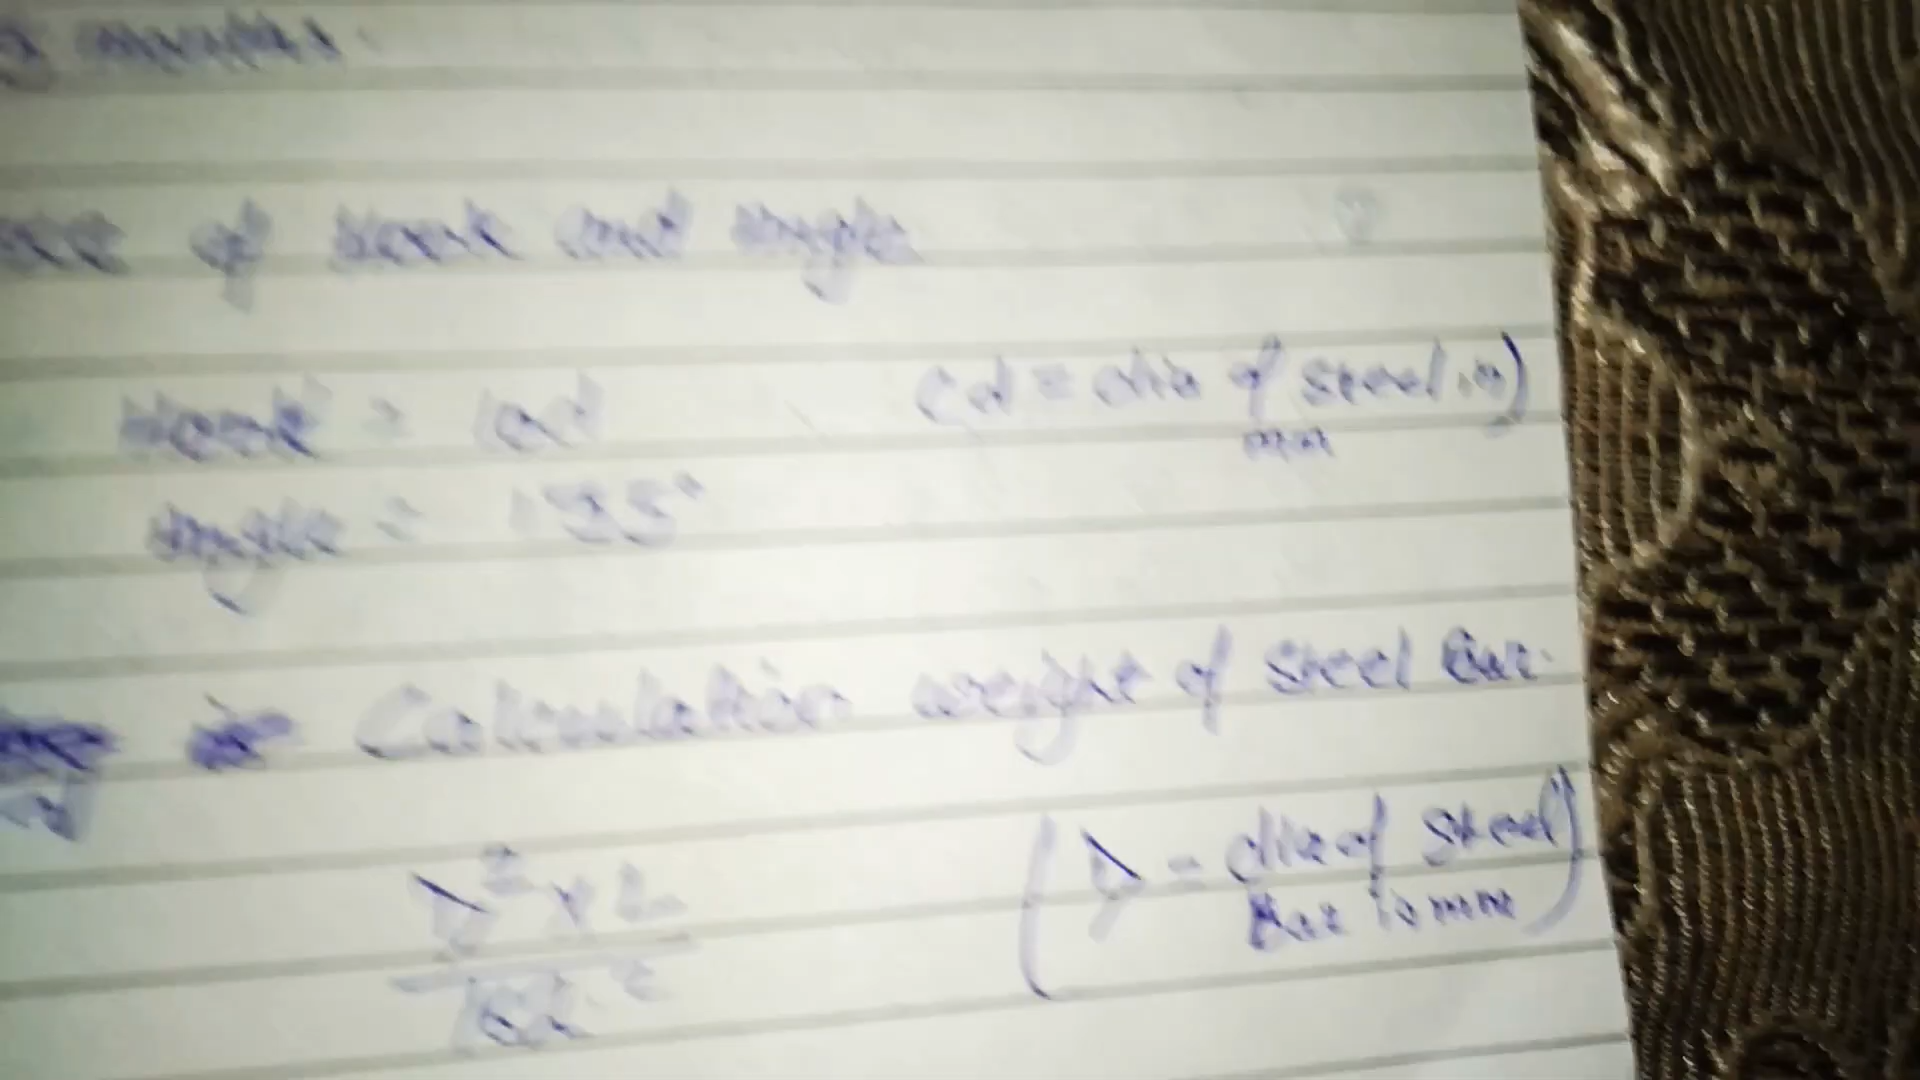 of Hook and Angle
Hook = (d = dia of steel in)
mm
Angle = 135°
Calculation weight of steel bar.
D² x L (D = dia of steel
Bar in mm)
162.2